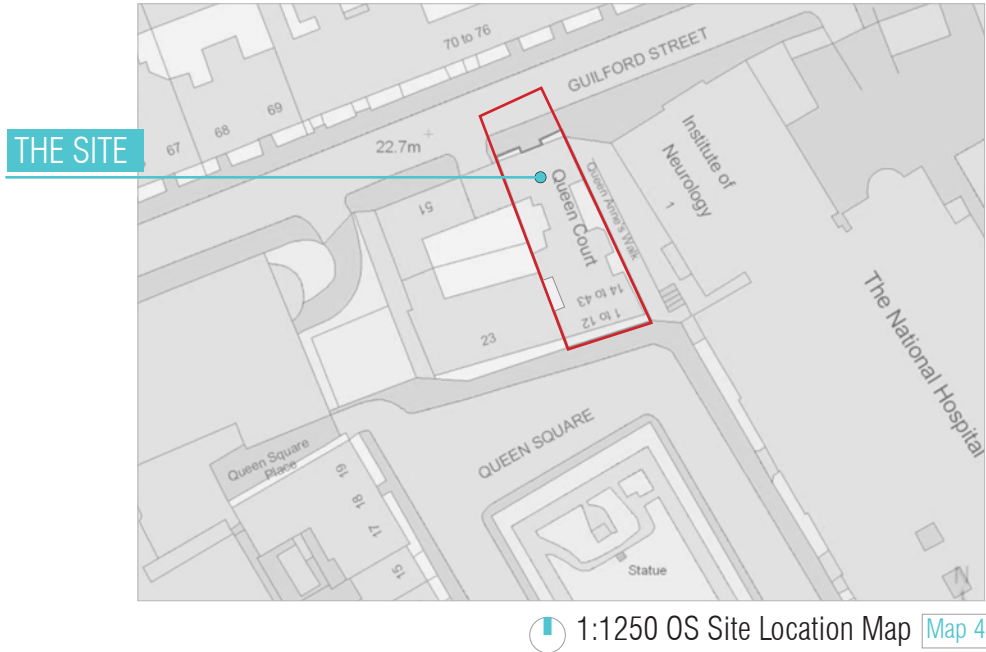 70 to 76
GUILFORD STREET
69
68
67
22.7m
THE SITE
Institute of
Neurology
1
Queen Anne's Walk
Queen Court
51
14 to 43
1 to 12
23
The National Hospital
QUEEN SQUARE
Queen Square
Place
19
18
17
15
Statue
N
1:1250 OS Site Location Map
Map 4